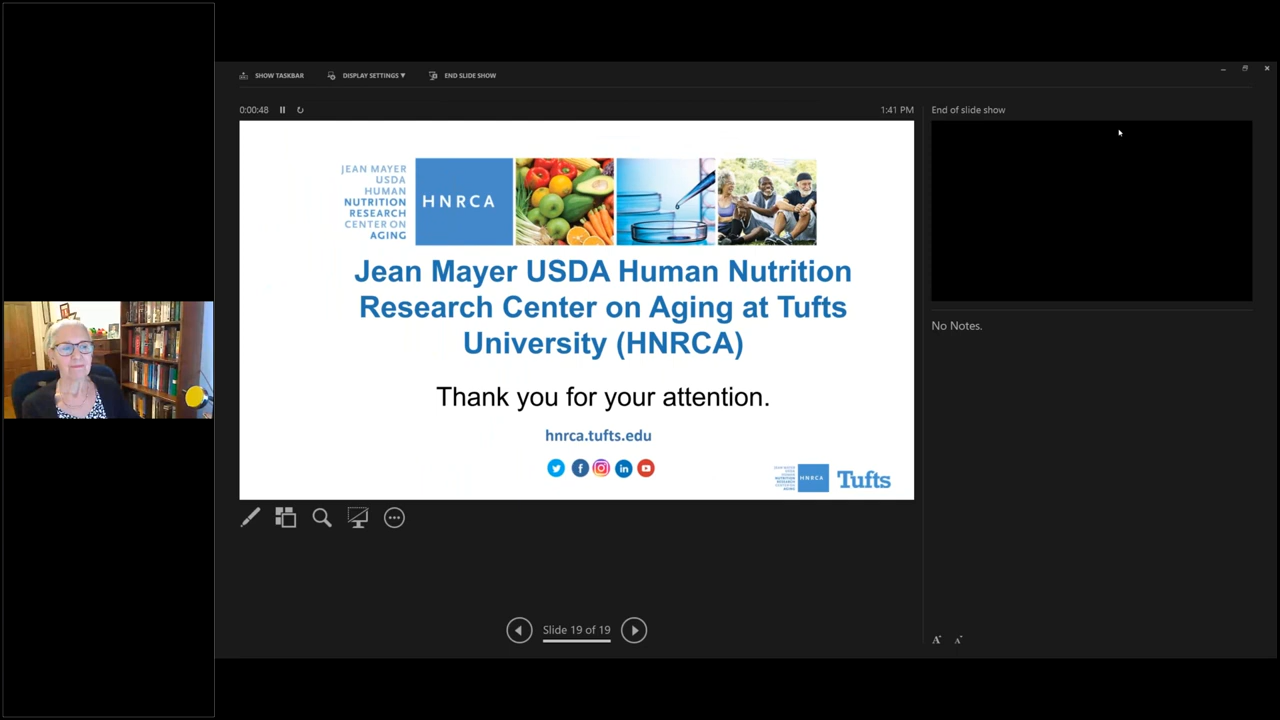 SHOW TASKBAR
DISPLAY SETTINGS ▼
END SLIDE SHOW
0:00:48
1:41 PM
End of slide show
JEAN MAYER
USDA
HUMAN
NUTRITION
RESEARCH
CENTER ON
AGING
HNRCA
Jean Mayer USDA Human Nutrition
Research Center on Aging at Tufts
University (HNRCA)
Thank you for your attention.
hnrca.tufts.edu
HNRCA
Tufts
No Notes.
Slide 19 of 19